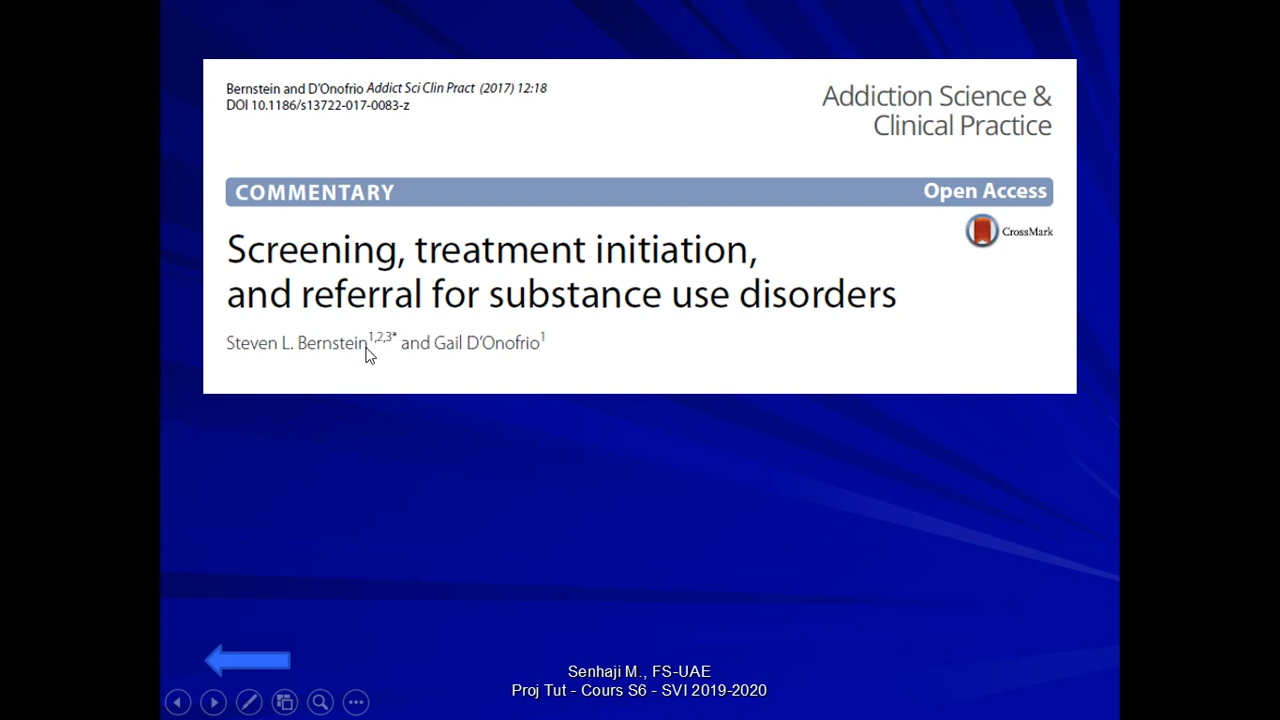 Bernstein and D'Onofrio Addict Sci Clin Pract (2017) 12:18
DOI 10.1186/s13722-017-0083-z
Addiction Science &
Clinical Practice
COMMENTARY
Open Access
CrossMark
Screening, treatment initiation,
and referral for substance use disorders
Steven L. Bernstein1,2,3* and Gail D'Onofrio1
Senhaji M., FS-UAE
Proj Tut - Cours S6 - SVI 2019-2020